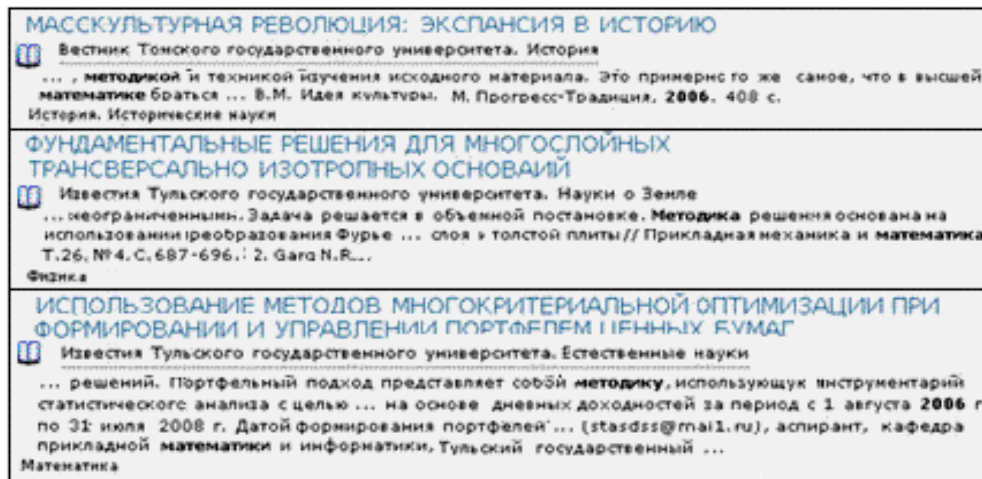 МАССКУЛЬТУРНАЯ РЕВОЛЮЦИЯ: ЭКСПАНСИЯ В ИСТОРИЮ
Вестник Томского государственного университета. История
... , методикой и техникой изучения исходного материала. Это примерно то же самое, что в высшей
математике браться ... В.М. Идея культуры. М. Прогресс-Традиция, 2006. 408 с.
История. Исторические науки
ФУНДАМЕНТАЛЬНЫЕ РЕШЕНИЯ ДЛЯ МНОГОСЛОЙНЫХ
ТРАНСВЕРСАЛЬНО ИЗОТРОПНЫХ ОСНОВАИЙ
Известия Тульского государственного университета. Науки о Земле
... неограниченными. Задача решается в объемной постановке. Методика решения основана на
использовании преобразования Фурье ... слоя и толстой плиты // Прикладная механика и математика
Т.26, №4. С.687-696. 2. Garg N.R...
Физика
ИСПОЛЬЗОВАНИЕ МЕТОДОВ МНОГОКРИТЕРИАЛЬНОЙ ОПТИМИЗАЦИИ ПРИ
ФОРМИРОВАНИИ И УПРАВЛЕНИИ ПОРТФЕЛЕМ ЦЕННЫХ БУМАГ
Известия Тульского государственного университета. Естественные науки
... решений. Портфельный подход представляет собой методику, использующук инструментарий
статистического анализа с целью ... на основе дневных доходностей за период с 1 августа 2006 г
по 31 июля 2008 г. Датой формирования портфелей ... (stasdss@mail.ru), аспирант, кафедра
прикладной математики и информатики, Тульский государственный ...
Математика